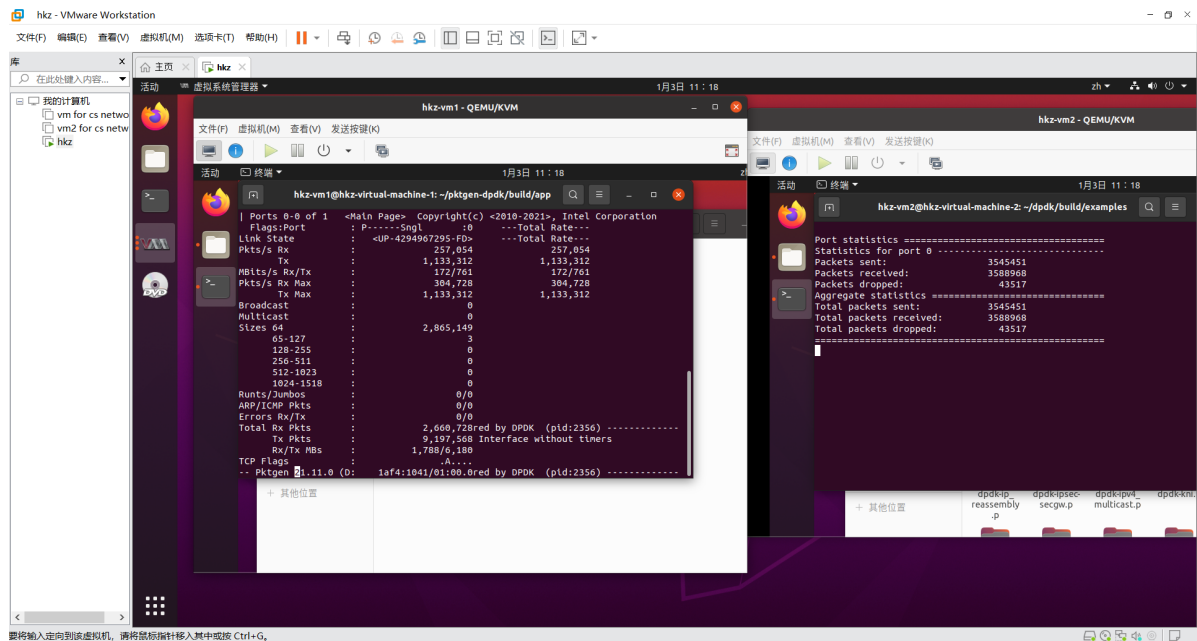 hkz - VMware Workstation
文件(F) 编辑(E) 查看(V) 虚拟机(M) 选项卡(T) 帮助(H)
库
在此处键入内容...
我的计算机
vm for cs netwo
vm2 for cs netw
hkz
主页
hkz
活动 虚拟系统管理器 1月3日 11：18 zh
hkz-vm1 - QEMU/KVM
文件(F) 虚拟机(M) 查看(V) 发送按键(K)
活动 终端 1月3日 11：18 z
hkz-vm1@hkz-virtual-machine-1: ~/pktgen-dpdk/build/app
| Ports 0-0 of 1 <Main Page> Copyright(c) <2010-2021>, Intel Corporation
Flags:Port : P------Sngl :0 ---Total Rate---
Link State : <UP-4294967295-FD> ---Total Rate---
Pkts/s Rx : 257,054 257,054
Tx : 1,133,312 1,133,312
MBits/s Rx/Tx : 172/761 172/761
Pkts/s Rx Max : 304,728 304,728
Tx Max : 1,133,312 1,133,312
Broadcast : 0
Multicast : 0
Sizes 64 : 2,865,149
65-127 : 3
128-255 : 0
256-511 : 0
512-1023 : 0
1024-1518 : 0
Runts/Jumbos : 0/0
ARP/ICMP Pkts : 0/0
Errors Rx/Tx : 0/0
Total Rx Pkts : 2,660,728red by DPDK (pid:2356) -------------
Tx Pkts : 9,197,568 Interface without timers
Rx/Tx MBs : 1,788/6,180
TCP Flags : .A....
-- Pktgen 21.11.0 (D: 1af4:1041/01:00.0red by DPDK (pid:2356) -------------
+ 其他位置
hkz-vm2 - QEMU/KVM
文件(F) 虚拟机(M) 查看(V) 发送按键(K)
活动 终端 1月3日 11：18
hkz-vm2@hkz-virtual-machine-2: ~/dpdk/build/examples
Port statistics ====================================
Statistics for port 0 ------------------------------
Packets sent: 3545451
Packets received: 3588968
Packets dropped: 43517
Aggregate statistics ===============================
Total packets sent: 3545451
Total packets received: 3588968
Total packets dropped: 43517
====================================================
+ 其他位置
dpdk-ip_ dpdk-ipsec- dpdk-ipv4_ dpdk-kni.
reassembly secgw.p multicast.p
.p
要将输入定向到该虚拟机，请将鼠标指针移入其中或按 Ctrl+G。